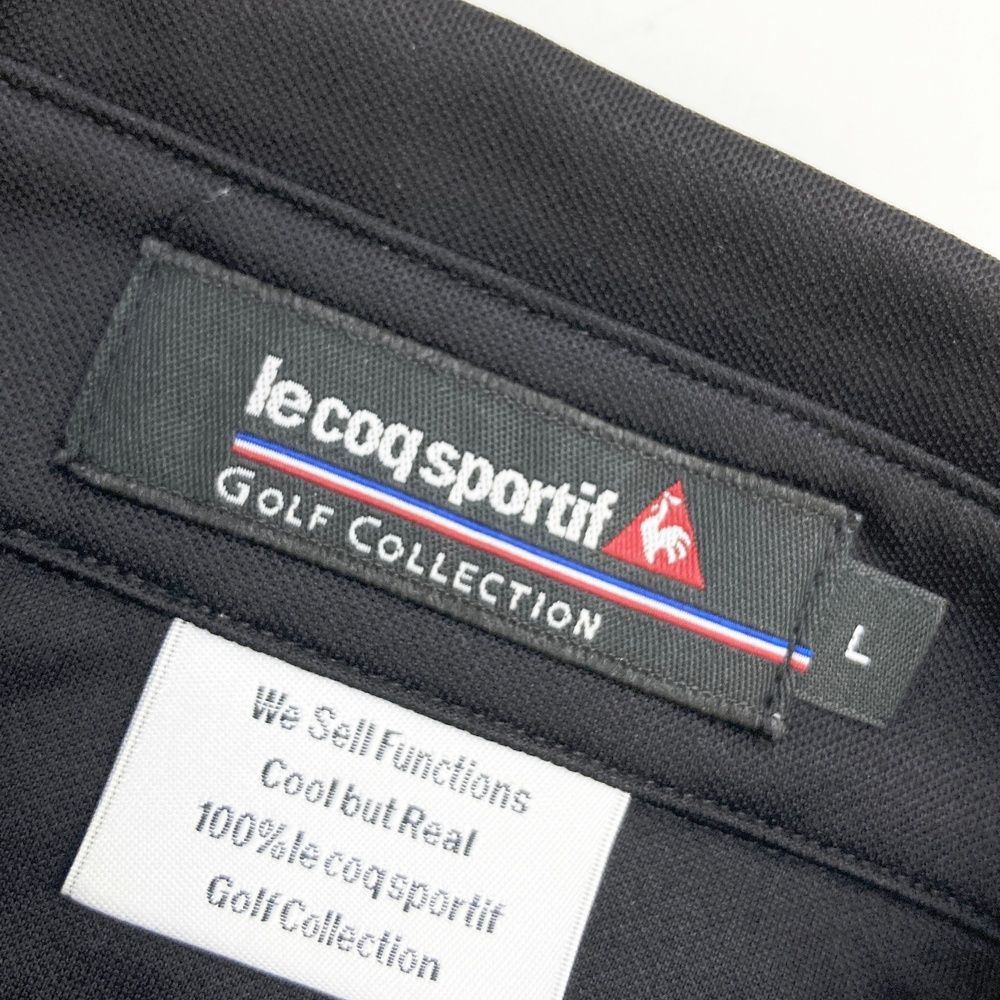 le coq sportif
GOLF COLLECTION
L
We Sell Functions
Cool but Real
100% le coq sportif
Golf Collection